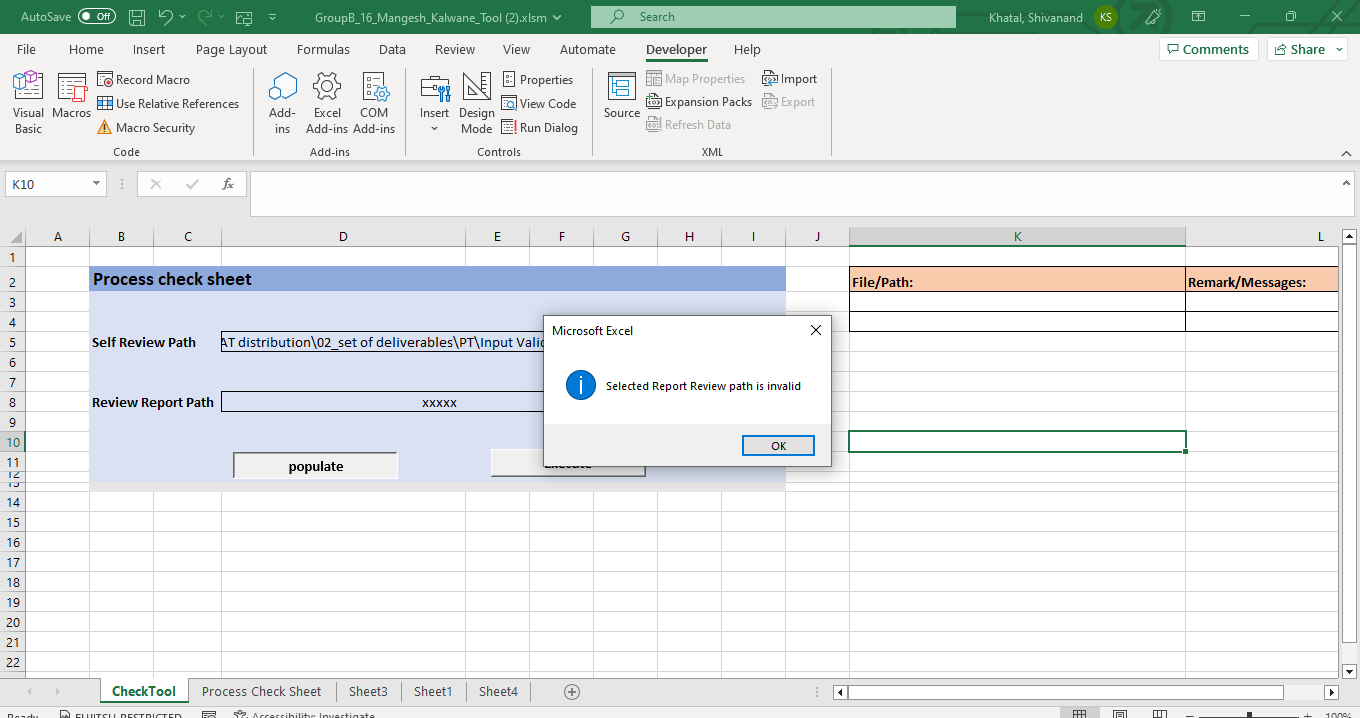 AutoSave Off GroupB_16_Mangesh_Kalwane_Tool (2).xlsm Search Khatal, Shivanand KS
File Home Insert Page Layout Formulas Data Review View Automate Developer Help Comments Share
Visual Basic
Macros
Record Macro
Use Relative References
Macro Security
Code
Add-ins
Excel Add-ins
COM Add-ins
Add-ins
Insert
Design Mode
Properties
View Code
Run Dialog
Controls
Source
Map Properties
Expansion Packs
Refresh Data
Import
Export
XML
K10 fx
A B C D E F G H I J K L
1
2 Process check sheet File/Path: Remark/Messages:
3
4
5 Self Review Path AT distribution\02_set of deliverables\PT\Input Valid
6
7
8 Review Report Path xxxxx
9
10
11 populate Execute
12
13
14
15
16
17
18
19
20
21
22
Microsoft Excel
Selected Report Review path is invalid
OK
CheckTool Process Check Sheet Sheet3 Sheet1 Sheet4
Ready FUJITSU-RESTRICTED Accessibility: Investigate 100%